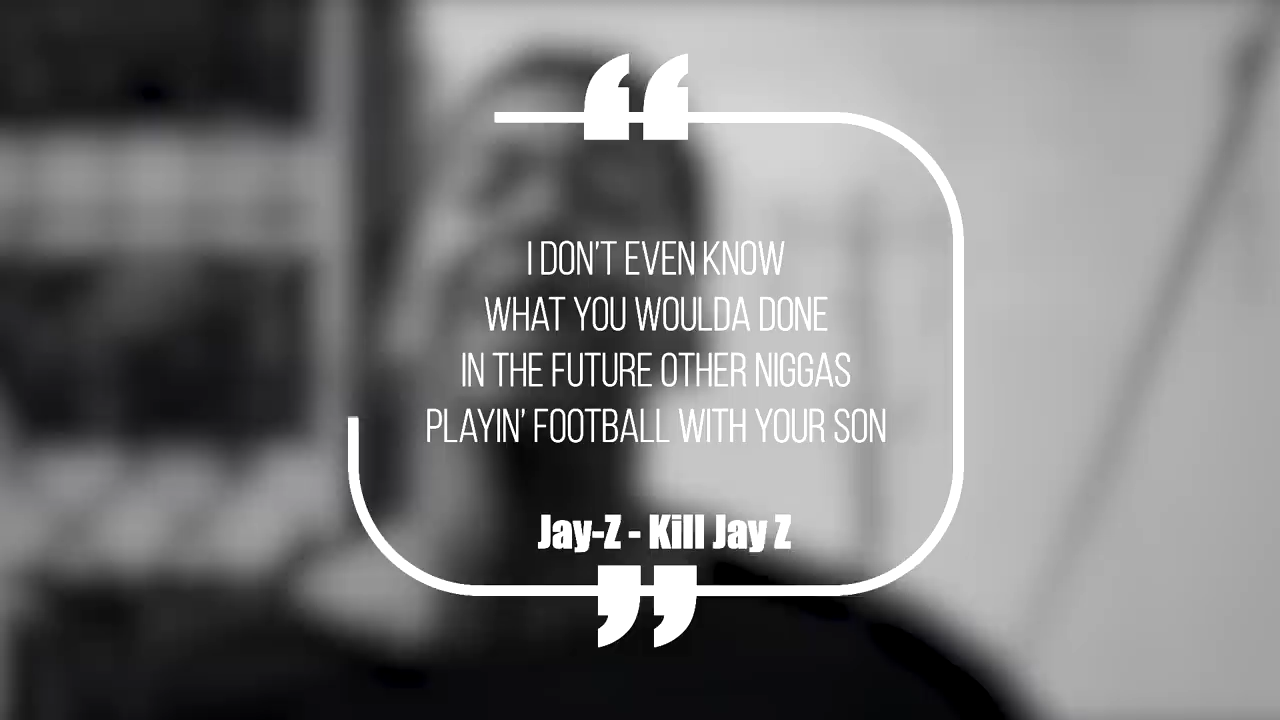 “
I DON’T EVEN KNOW
WHAT YOU WOULDA DONE
IN THE FUTURE OTHER NIGGAS
PLAYIN’ FOOTBALL WITH YOUR SON
Jay-Z - Kill Jay Z
”